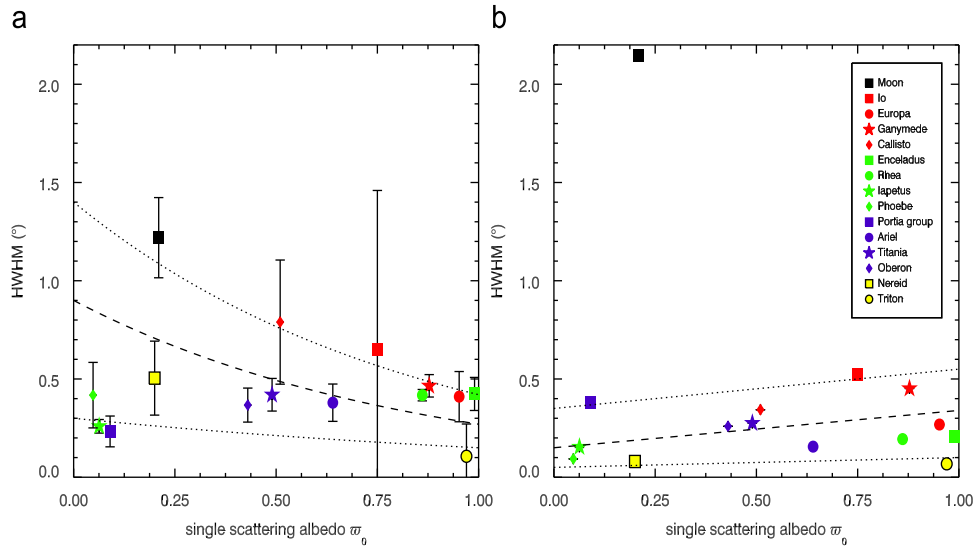 a
b
2.0
1.5
1.0
0.5
0.0
HWHM (°)
0.00
0.25
0.50
0.75
1.00
single scattering albedo ϖ₀
2.0
1.5
1.0
0.5
0.0
HWHM (°)
0.00
0.25
0.50
0.75
1.00
single scattering albedo ϖ₀
Moon
Io
Europa
Ganymede
Callisto
Enceladus
Rhea
Iapetus
Phoebe
Portia group
Ariel
Titania
Oberon
Nereid
Triton